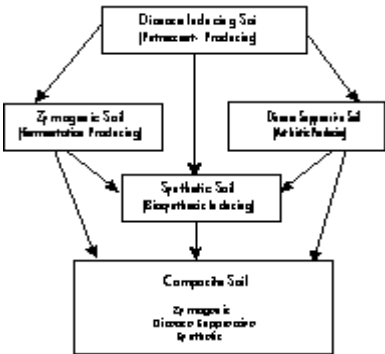 Disease Inducing Soil
(Putrescent- Producing)
Zymogenic Soil
(Fermentation Producing)
Disease Suppressive Soil
(Antibiotic Producing)
Synthetic Soil
(Biosynthetic Inducing)
Composite Soil
Zymogenic
Disease Suppressive
Synthetic